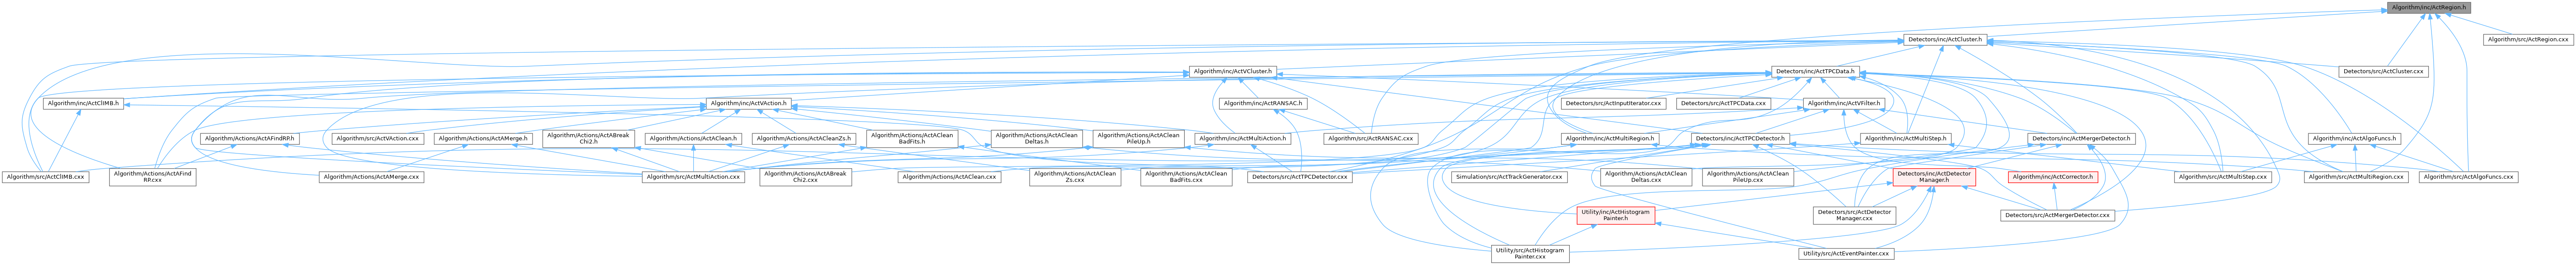 Algorithm/inc/ActRegion.h
Detectors/inc/ActCluster.h
Algorithm/src/ActRegion.cxx
Algorithm/inc/ActVCluster.h
Detectors/inc/ActTPCData.h
Detectors/src/ActCluster.cxx
Algorithm/inc/ActCIIMB.h
Algorithm/inc/ActVAction.h
Algorithm/inc/ActRANSAC.h
Detectors/src/ActInputIterator.cxx
Detectors/src/ActTPCData.cxx
Algorithm/inc/ActVFilter.h
Algorithm/Actions/ActAFindRP.h
Algorithm/src/ActVAction.cxx
Algorithm/Actions/ActAMerge.h
Algorithm/Actions/ActABreak
Chi2.h
Algorithm/Actions/ActAClean.h
Algorithm/Actions/ActACleanZs.h
Algorithm/Actions/ActAClean
BadFits.h
Algorithm/Actions/ActAClean
Deltas.h
Algorithm/Actions/ActAClean
PileUp.h
Algorithm/inc/ActMultiAction.h
Algorithm/src/ActRANSAC.cxx
Algorithm/inc/ActMultiRegion.h
Detectors/inc/ActTPCDetector.h
Algorithm/inc/ActMultiStep.h
Detectors/inc/ActMergerDetector.h
Algorithm/inc/ActAlgoFuncs.h
Algorithm/src/ActCIIMB.cxx
Algorithm/Actions/ActAFind
RP.cxx
Algorithm/Actions/ActAMerge.cxx
Algorithm/src/ActMultiAction.cxx
Algorithm/Actions/ActABreak
Chi2.cxx
Algorithm/Actions/ActAClean.cxx
Algorithm/Actions/ActAClean
Zs.cxx
Algorithm/Actions/ActAClean
BadFits.cxx
Detectors/src/ActTPCDetector.cxx
Simulation/src/ActTrackGenerator.cxx
Algorithm/Actions/ActAClean
Deltas.cxx
Algorithm/Actions/ActAClean
PileUp.cxx
Detectors/inc/ActDetector
Manager.h
Algorithm/inc/ActCorrector.h
Algorithm/src/ActMultiStep.cxx
Algorithm/src/ActMultiRegion.cxx
Algorithm/src/ActAlgoFuncs.cxx
Utility/inc/ActHistogram
Painter.h
Detectors/src/ActDetector
Manager.cxx
Detectors/src/ActMergerDetector.cxx
Utility/src/ActHistogram
Painter.cxx
Utility/src/ActEventPainter.cxx